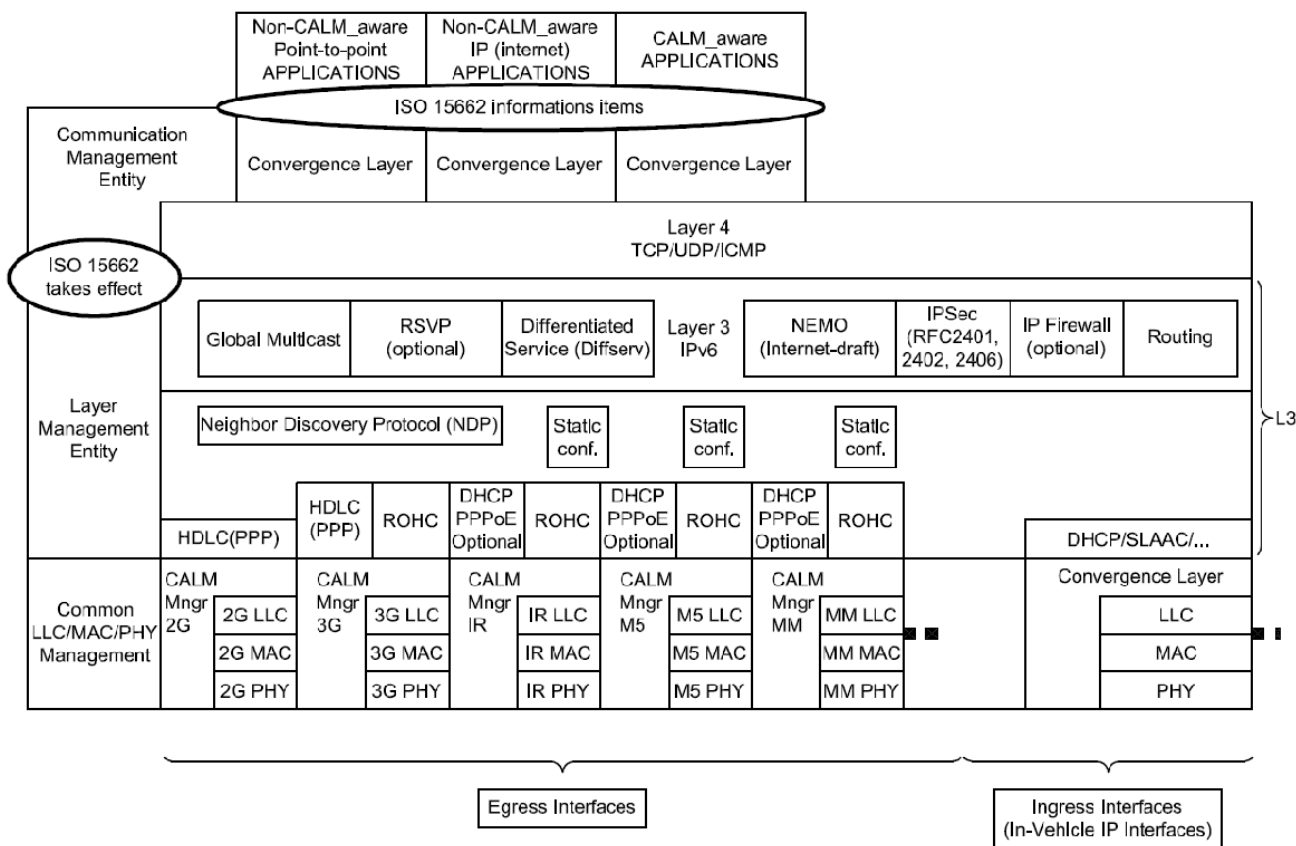 Non-CALM_aware
Point-to-point
APPLICATIONS
Non-CALM_aware
IP (internet)
APPLICATIONS
CALM_aware
APPLICATIONS
ISO 15662 informations items
Communication
Management
Entity
Convergence Layer
Convergence Layer
Convergence Layer
Layer 4
TCP/UDP/ICMP
ISO 15662
takes effect
Global Multicast
RSVP
(optional)
Differentiated
Service (Diffserv)
Layer 3
IPv6
NEMO
(Internet-draft)
IPSec
(RFC2401,
2402, 2406)
IP Firewall
(optional)
Routing
Layer
Management
Entity
Neighbor Discovery Protocol (NDP)
Static
conf.
Static
conf.
Static
conf.
L3
HDLC(PPP)
HDLC
(PPP)
ROHC
DHCP
PPPoE
Optional
ROHC
DHCP
PPPoE
Optional
ROHC
DHCP
PPPoE
Optional
ROHC
DHCP/SLAAC/...
Common
LLC/MAC/PHY
Management
CALM
Mngr
2G
2G LLC
2G MAC
2G PHY
CALM
Mngr
3G
3G LLC
3G MAC
3G PHY
CALM
Mngr
IR
IR LLC
IR MAC
IR PHY
CALM
Mngr
M5
M5 LLC
M5 MAC
M5 PHY
CALM
Mngr
MM
MM LLC
MM MAC
MM PHY
Convergence Layer
LLC
MAC
PHY
Egress Interfaces
Ingress Interfaces
(In-Vehicle IP Interfaces)